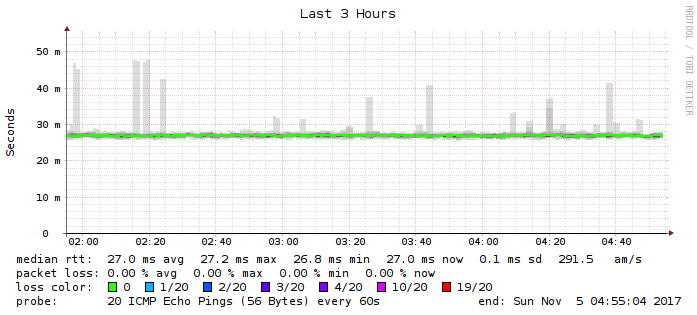 Last 3 Hours
RRDTOOL / TOBI OETIKER
Seconds
50 m
40 m
30 m
20 m
10 m
0
02:00 02:20 02:40 03:00 03:20 03:40 04:00 04:20 04:40
median rtt: 27.0 ms avg 27.2 ms max 26.8 ms min 27.0 ms now 0.1 ms sd 291.5 am/s
packet loss: 0.00 % avg 0.00 % max 0.00 % min 0.00 % now
loss color: 0 1/20 2/20 3/20 4/20 10/20 19/20
probe: 20 ICMP Echo Pings (56 Bytes) every 60s end: Sun Nov 5 04:55:04 2017